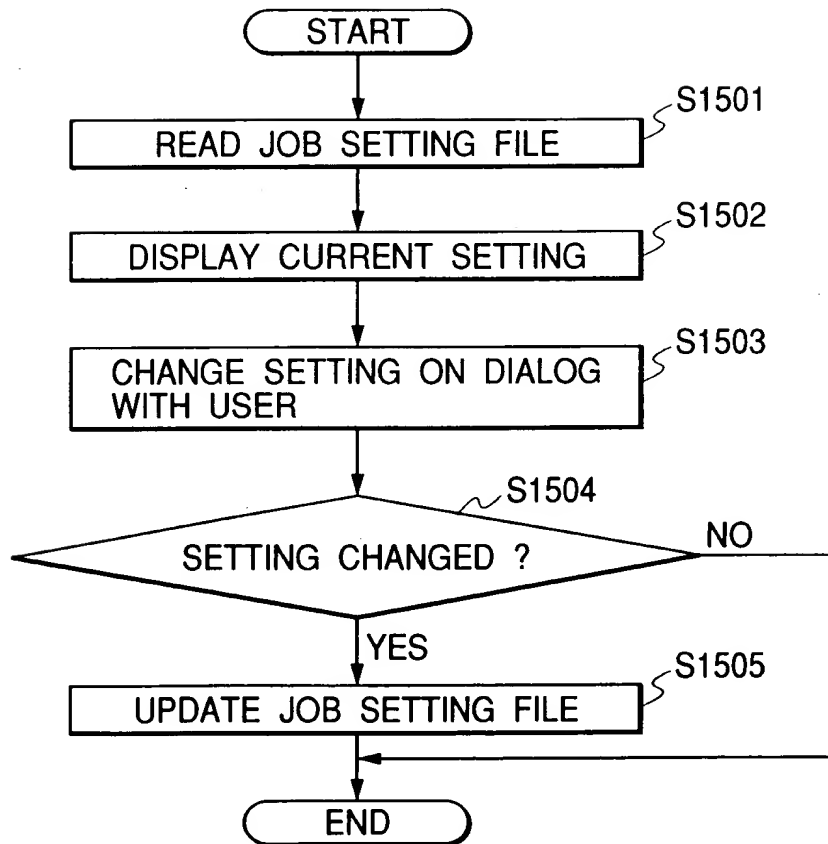 START
S1501
READ JOB SETTING FILE
S1502
DISPLAY CURRENT SETTING
S1503
CHANGE SETTING ON DIALOG
WITH USER
S1504
SETTING CHANGED ?
NO
YES
S1505
UPDATE JOB SETTING FILE
END